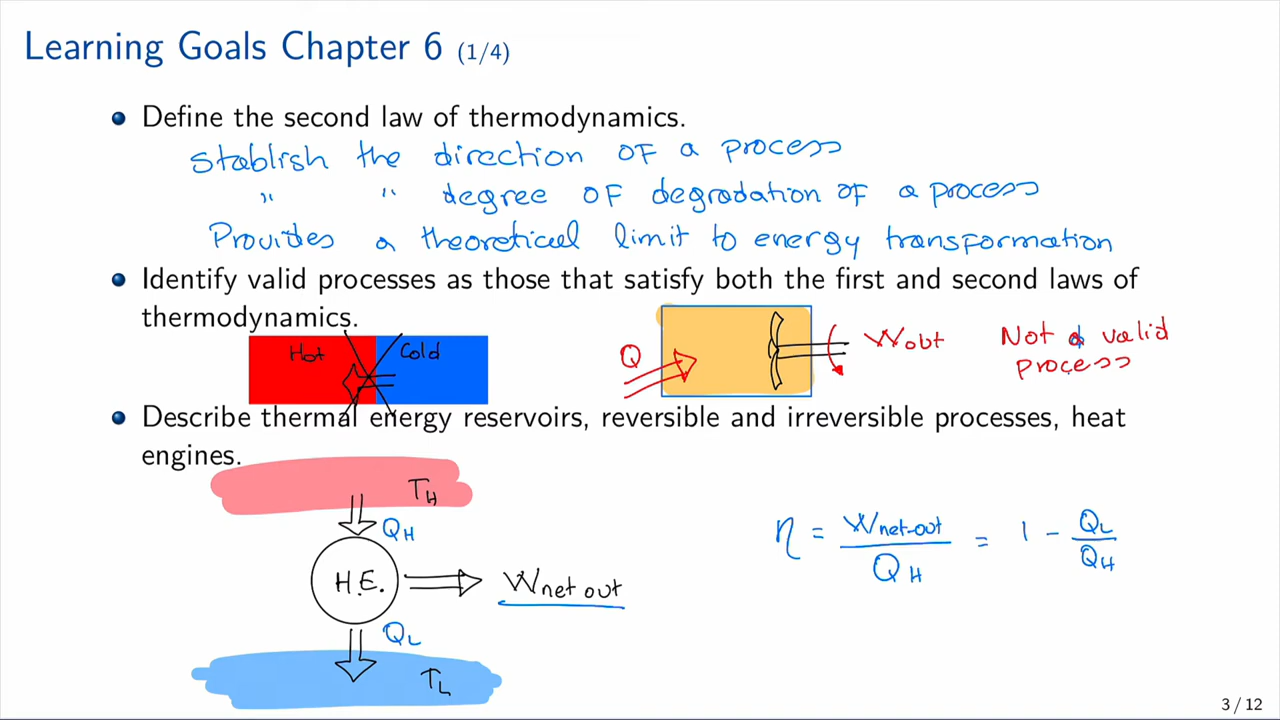 Learning Goals Chapter 6 (1/4)
Define the second law of thermodynamics.
Stablish the direction of a process
" " degree of degradation of a process
Provides a theoretical limit to energy transformation
Identify valid processes as those that satisfy both the first and second laws of
thermodynamics.
Hot Cold
Q Wobt Not a valid
process
Describe thermal energy reservoirs, reversible and irreversible processes, heat
engines.
TH
QH
H.E. Wnet out
QL
TL
η = Wnet-out / QH = 1 - QL / QH
3 / 12